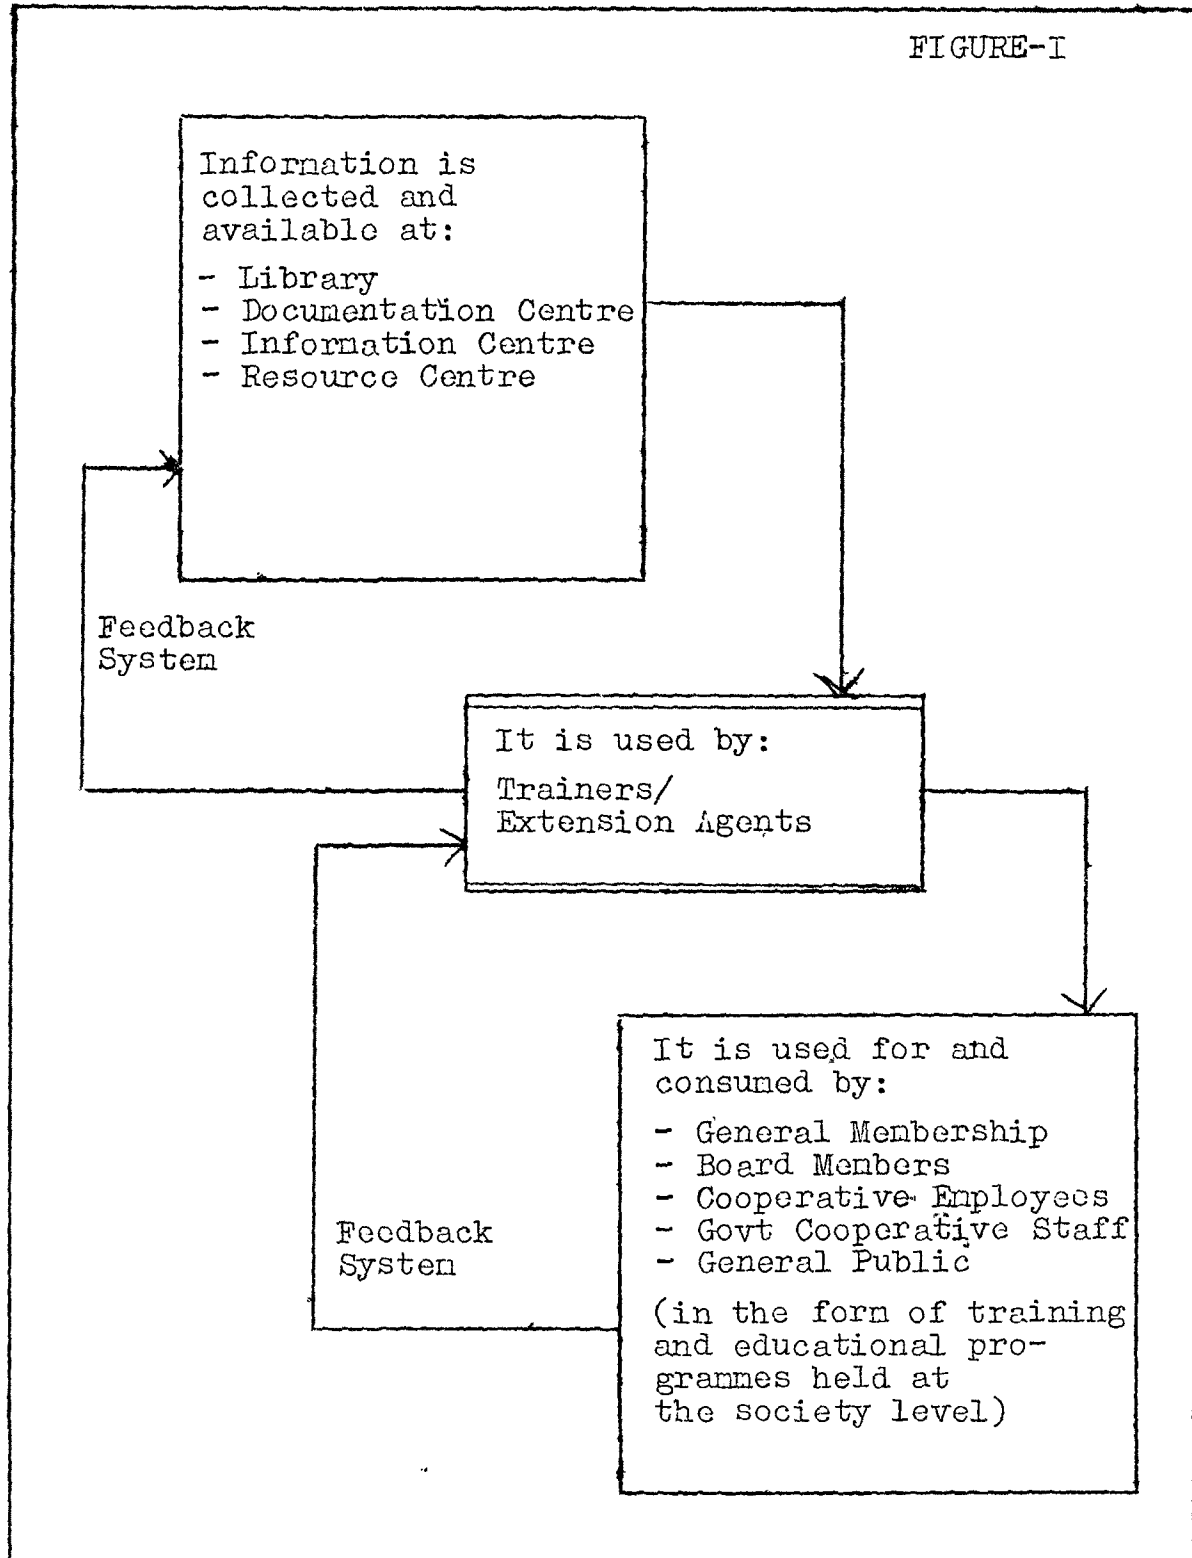 FIGURE-I
Information is
collected and
available at:
- Library
- Documentation Centre
- Information Centre
- Resource Centre
Feedback
System
It is used by:
Trainers/
Extension Agents
It is used for and
consumed by:
- General Membership
- Board Members
- Cooperative Employees
- Govt Cooperative Staff
- General Public
(in the form of training
and educational pro-
grammes held at
the society level)
Feedback
System